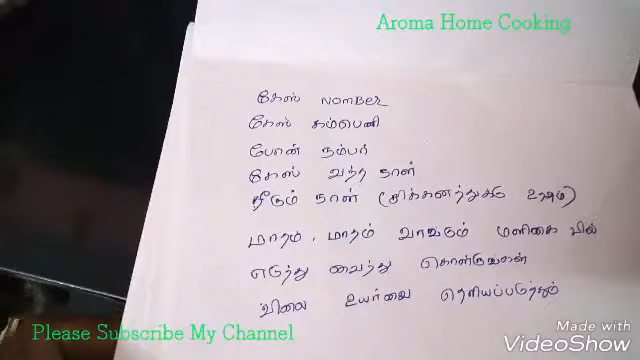 Aroma Home Cooking
கேஸ் NOMBER
கேஸ் கம்பெணி
போன் நம்பர்
கேஸ் வந்த நாள்
தீரும் நாள் (சிக்கனத்துகாக உதவும்)
மாதம், மாதம் வாங்கும் மளிகை பில்
எடுத்து வைத்து கொள்ளுங்கள்
விலை உயர்வை தெரியப்படுத்தும்
Please Subscribe My Channel
Made with
VideoShow